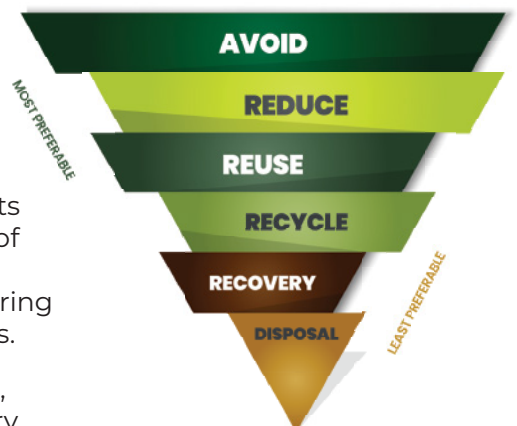 AVOID
MOST PREFERABLE
REDUCE
REUSE
ts
RECYCLE
of
RECOVERY
ring
LEAST PREFERABLE
DISPOSAL
s.
,
ry